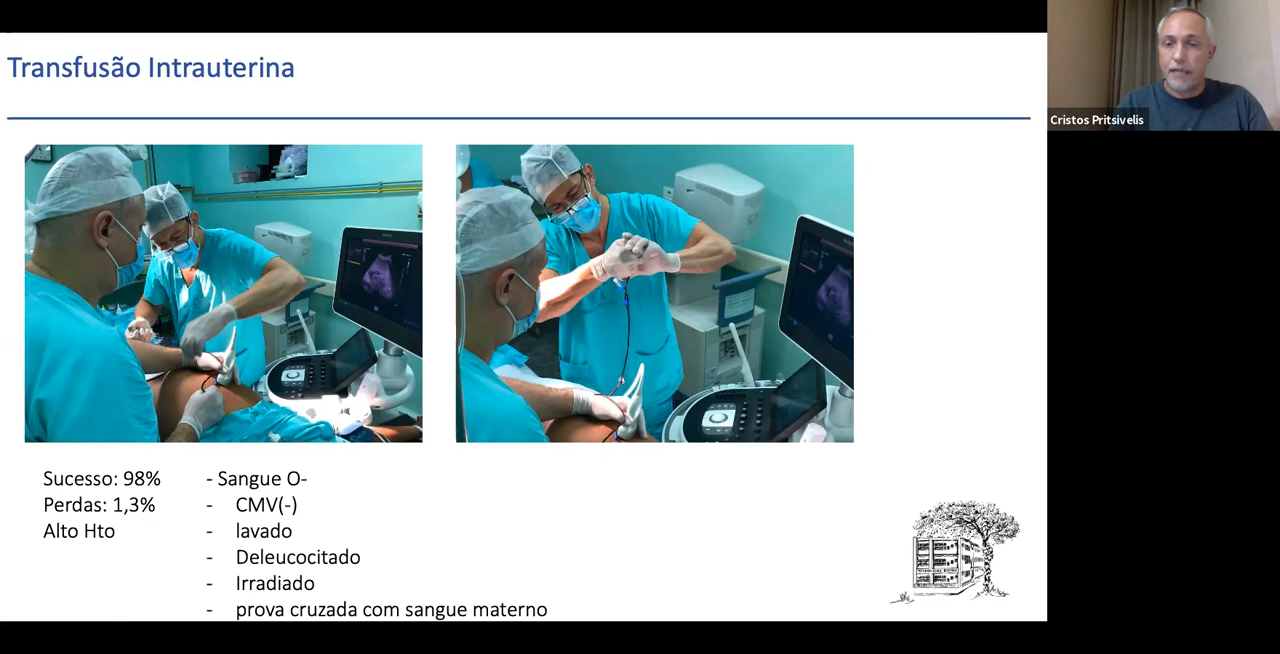 Transfusão Intrauterina
Cristos Pritsivelis
Sucesso: 98%
Perdas: 1,3%
Alto Hto
- Sangue O-
- CMV(-)
- lavado
- Deleucocitado
- Irradiado
- prova cruzada com sangue materno